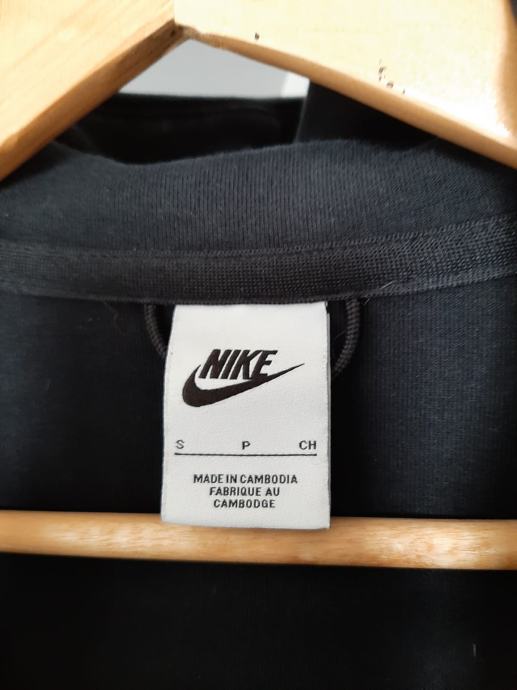 NIKE
S P CH
MADE IN CAMBODIA
FABRIQUE AU
CAMBODGE